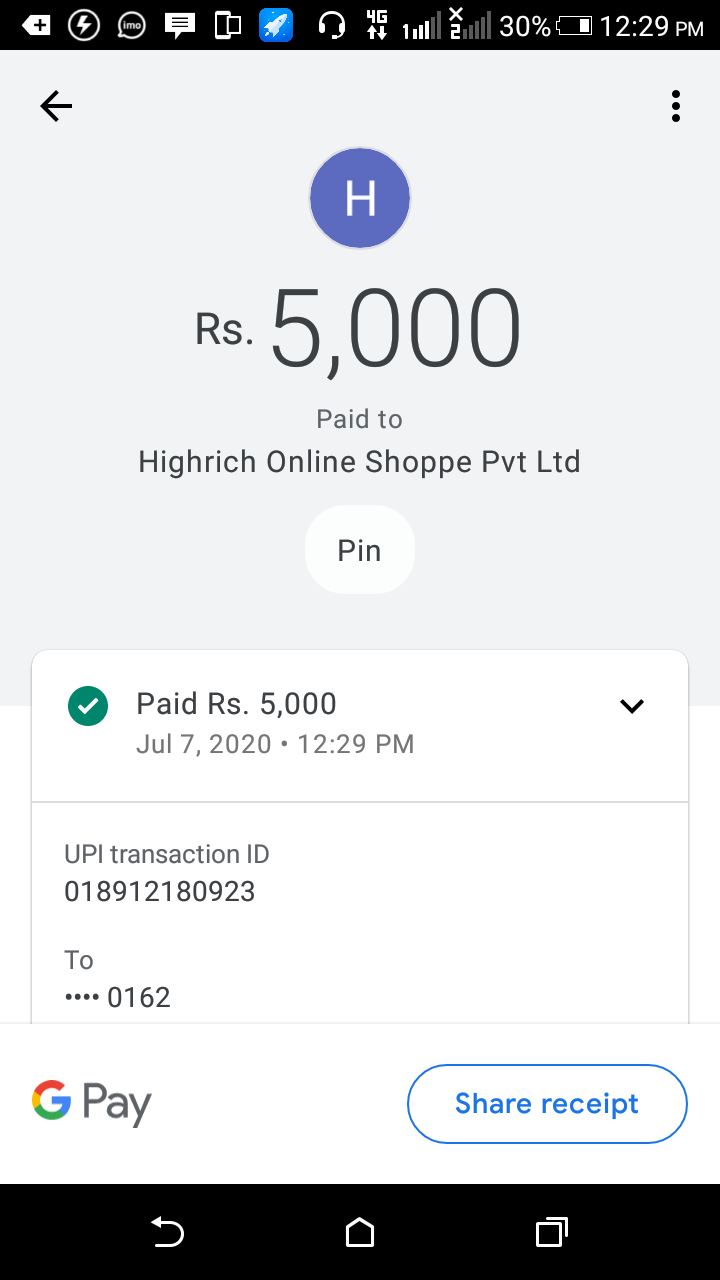 imo 4G 1 2 30% 12:29 PM
H
Rs. 5,000
Paid to
Highrich Online Shoppe Pvt Ltd
Pin
Paid Rs. 5,000
Jul 7, 2020 • 12:29 PM
UPI transaction ID
018912180923
To
•••• 0162
G Pay
Share receipt